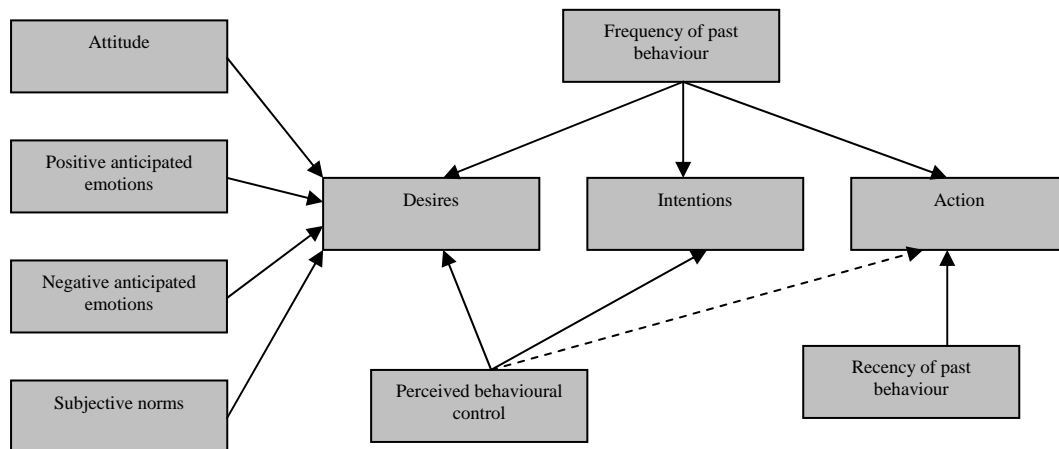 Attitude
Frequency of past
behaviour
Positive anticipated
emotions
Desires
Intentions
Action
Negative anticipated
emotions
Subjective norms
Perceived behavioural
control
Recency of past
behaviour